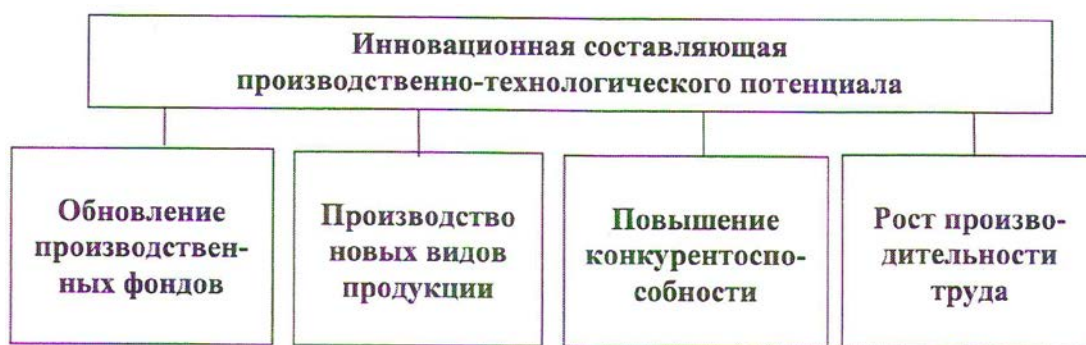 Инновационная составляющая
производственно-технологического потенциала
Обновление
производствен-
ных фондов
Производство
новых видов
продукции
Повышение
конкурентоспо-
собности
Рост произво-
дительности
труда